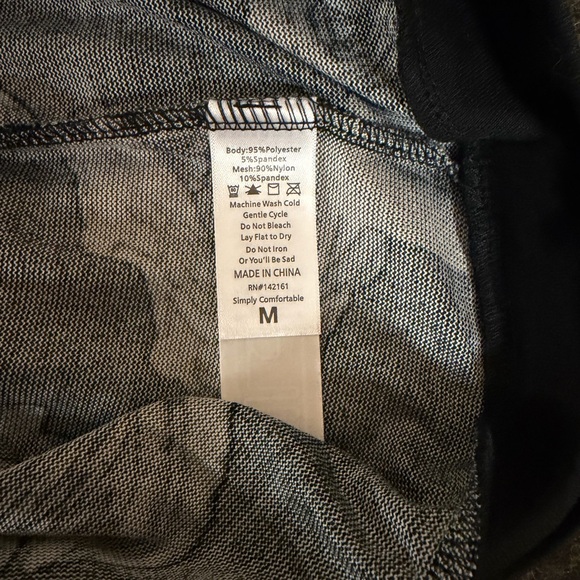 Body:95%Polyester
5%Spandex
Mesh:90%Nylon
10%Spandex
Machine Wash Cold
Gentle Cycle
Do Not Bleach
Lay Flat to Dry
Do Not Iron
Or You'll Be Sad
MADE IN CHINA
RN#142161
Simply Comfortable
M